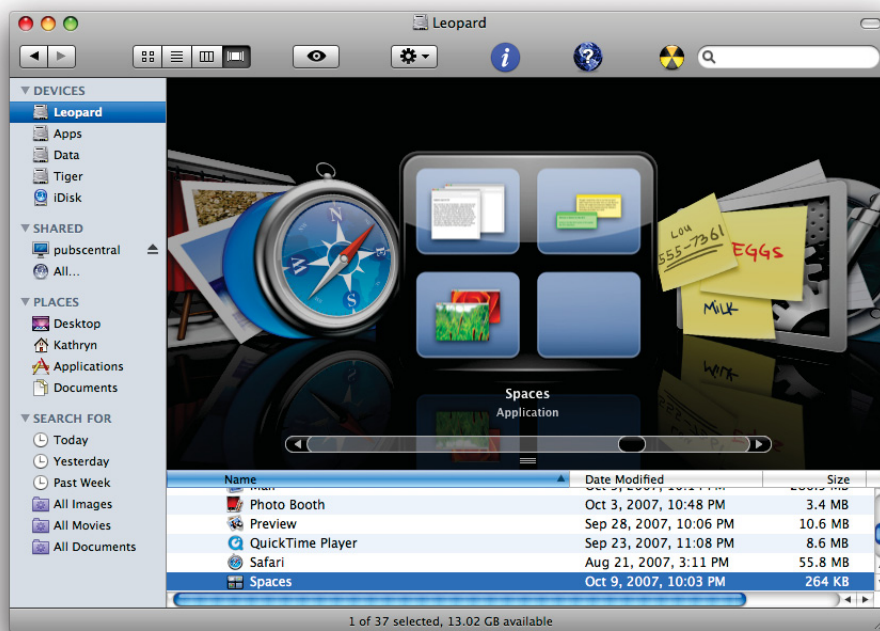 Leopard
DEVICES
Leopard
Apps
Data
Tiger
iDisk
SHARED
pubscentral
All...
PLACES
Desktop
Kathryn
Applications
Documents
SEARCH FOR
Today
Yesterday
Past Week
All Images
All Movies
All Documents
N
E
S
W
LOU
555-7361
EGGS
MILK
Spaces
Application
Name Date Modified Size
Photo Booth Oct 3, 2007, 10:48 PM 3.4 MB
Preview Sep 28, 2007, 10:06 PM 10.6 MB
QuickTime Player Sep 23, 2007, 11:08 PM 8.6 MB
Safari Aug 21, 2007, 3:11 PM 55.8 MB
Spaces Oct 9, 2007, 10:03 PM 264 KB
1 of 37 selected, 13.02 GB available